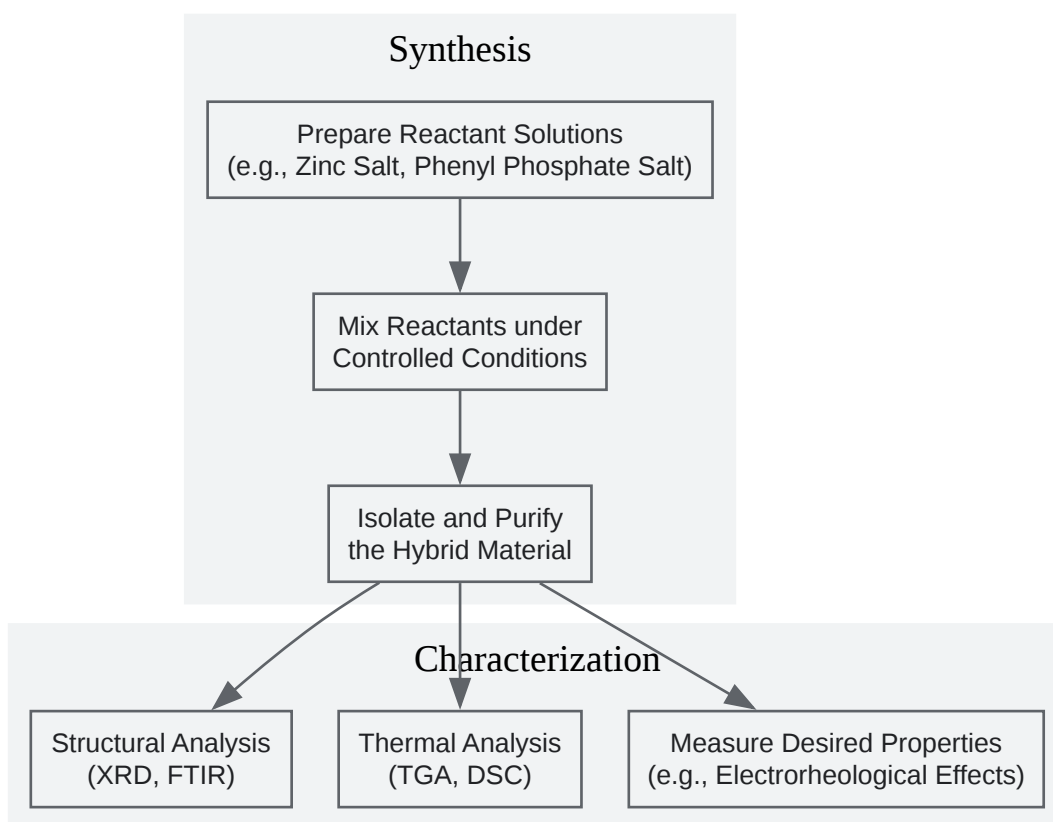 Synthesis
Prepare Reactant Solutions
(e.g., Zinc Salt, Phenyl Phosphate Salt)
Mix Reactants under
Controlled Conditions
Isolate and Purify
the Hybrid Material
Characterization
Structural Analysis
(XRD, FTIR)
Thermal Analysis
(TGA, DSC)
Measure Desired Properties
(e.g., Electrorheological Effects)